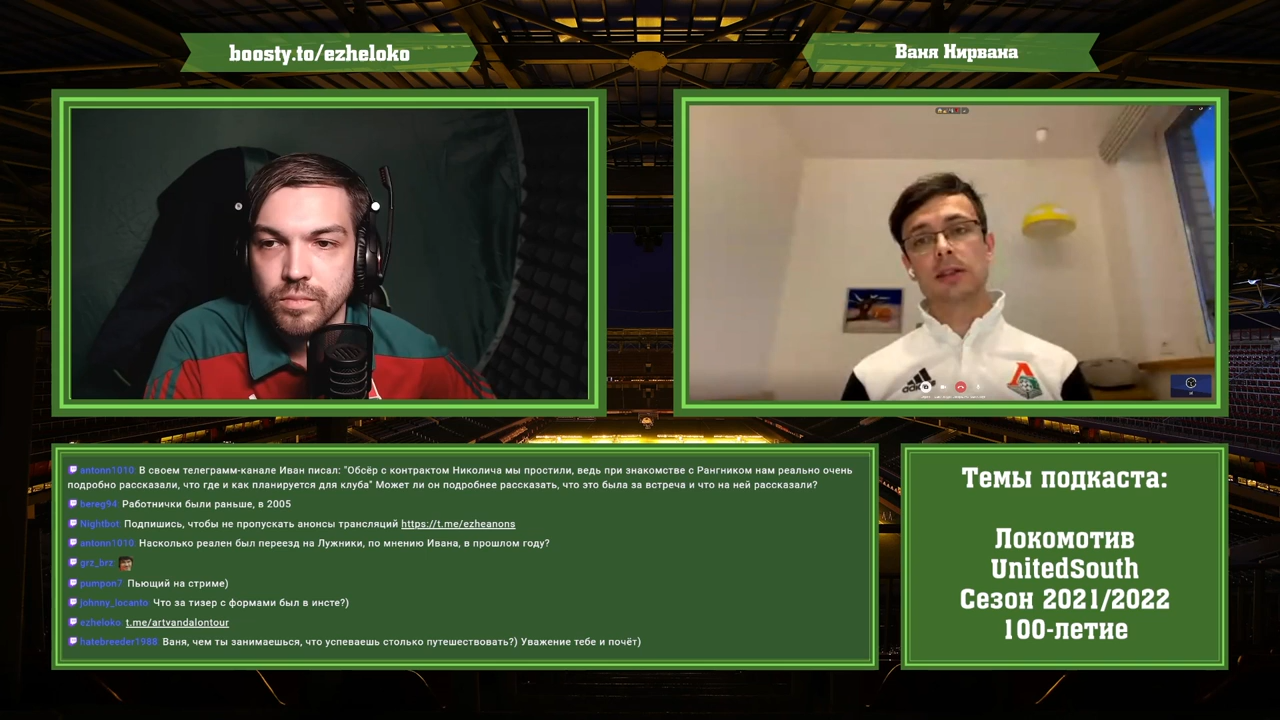 boosty.to/ezheloko
Ваня Нирвана
adidas
antonn1010: В своем телеграмм-канале Иван писал: "Обсёр с контрактом Николича мы простили, ведь при знакомстве с Рангником нам реально очень
подробно рассказали, что где и как планируется для клуба" Может ли он подробнее рассказать, что это была за встреча и что на ней рассказали?
bereg94: Работнички были раньше, в 2005
Nightbot: Подпишись, чтобы не пропускать анонсы трансляций https://t.me/ezheanons
antonn1010: Насколько реален был переезд на Лужники, по мнению Ивана, в прошлом году?
grz_brz:
pumpon7: Пьющий на стриме)
johnny_locanto: Что за тизер с формами был в инсте?)
ezheloko: t.me/artvandalontour
hatebreeder1988: Ваня, чем ты занимаешься, что успеваешь столько путешествовать?) Уважение тебе и почёт)
Темы подкаста:
Локомотив
UnitedSouth
Сезон 2021/2022
100-летие